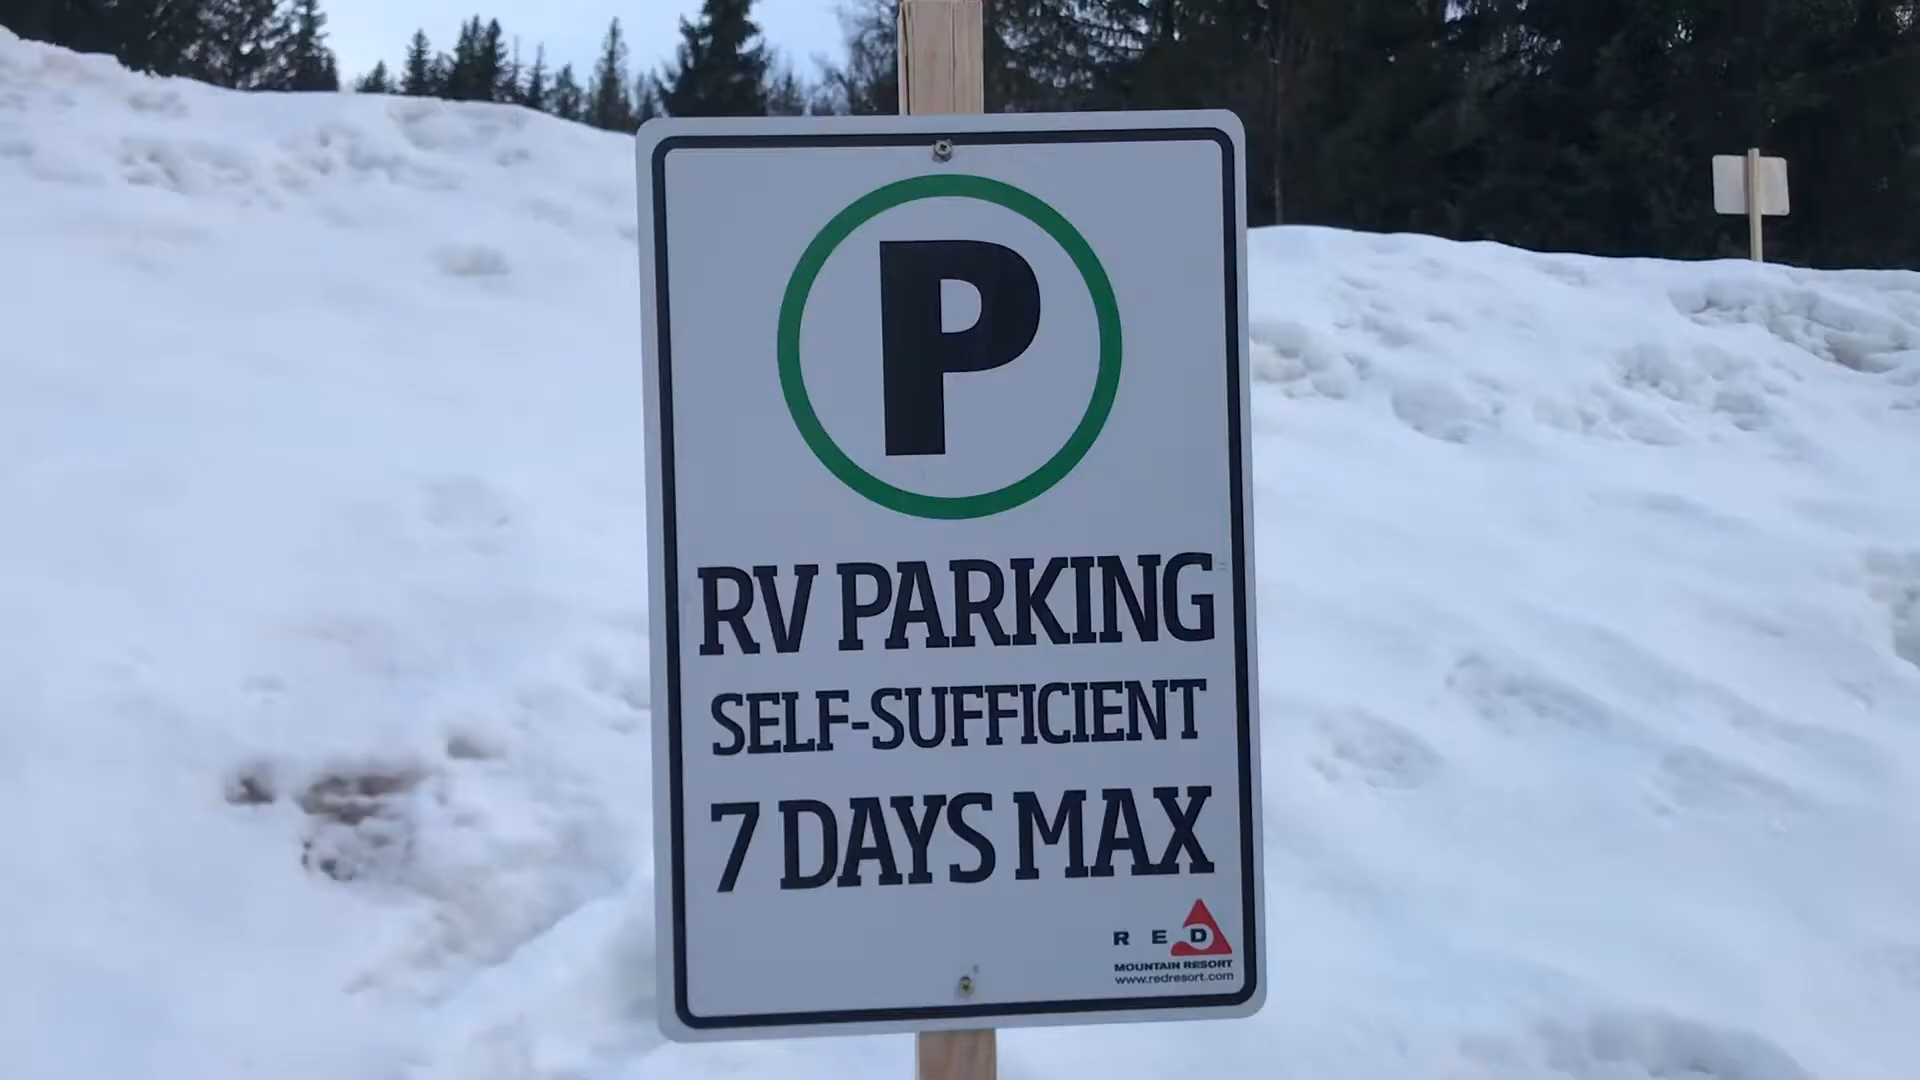 P
RV PARKING
SELF-SUFFICIENT
7 DAYS MAX
RED
MOUNTAIN RESORT
www.redresort.com